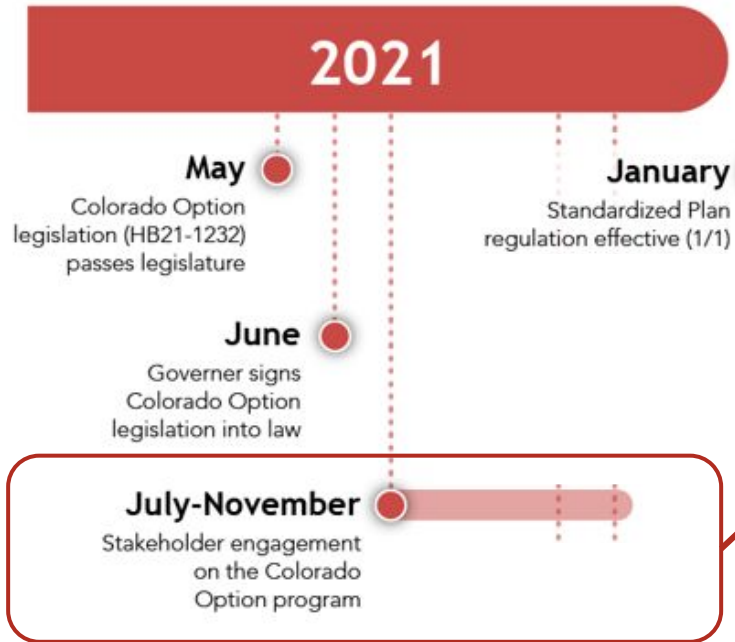 2021
May
Colorado Option
legislation (HB21-1232)
passes legislature
January
Standardized Plan
regulation effective (1/1)
June
Governer signs
Colorado Option
legislation into law
July-November
Stakeholder engagement
on the Colorado
Option program